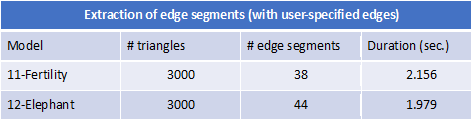 Extraction of edge segments (with user-specified edges)
Model # triangles # edge segments Duration (sec.)
11-Fertility 3000 38 2.156
12-Elephant 3000 44 1.979